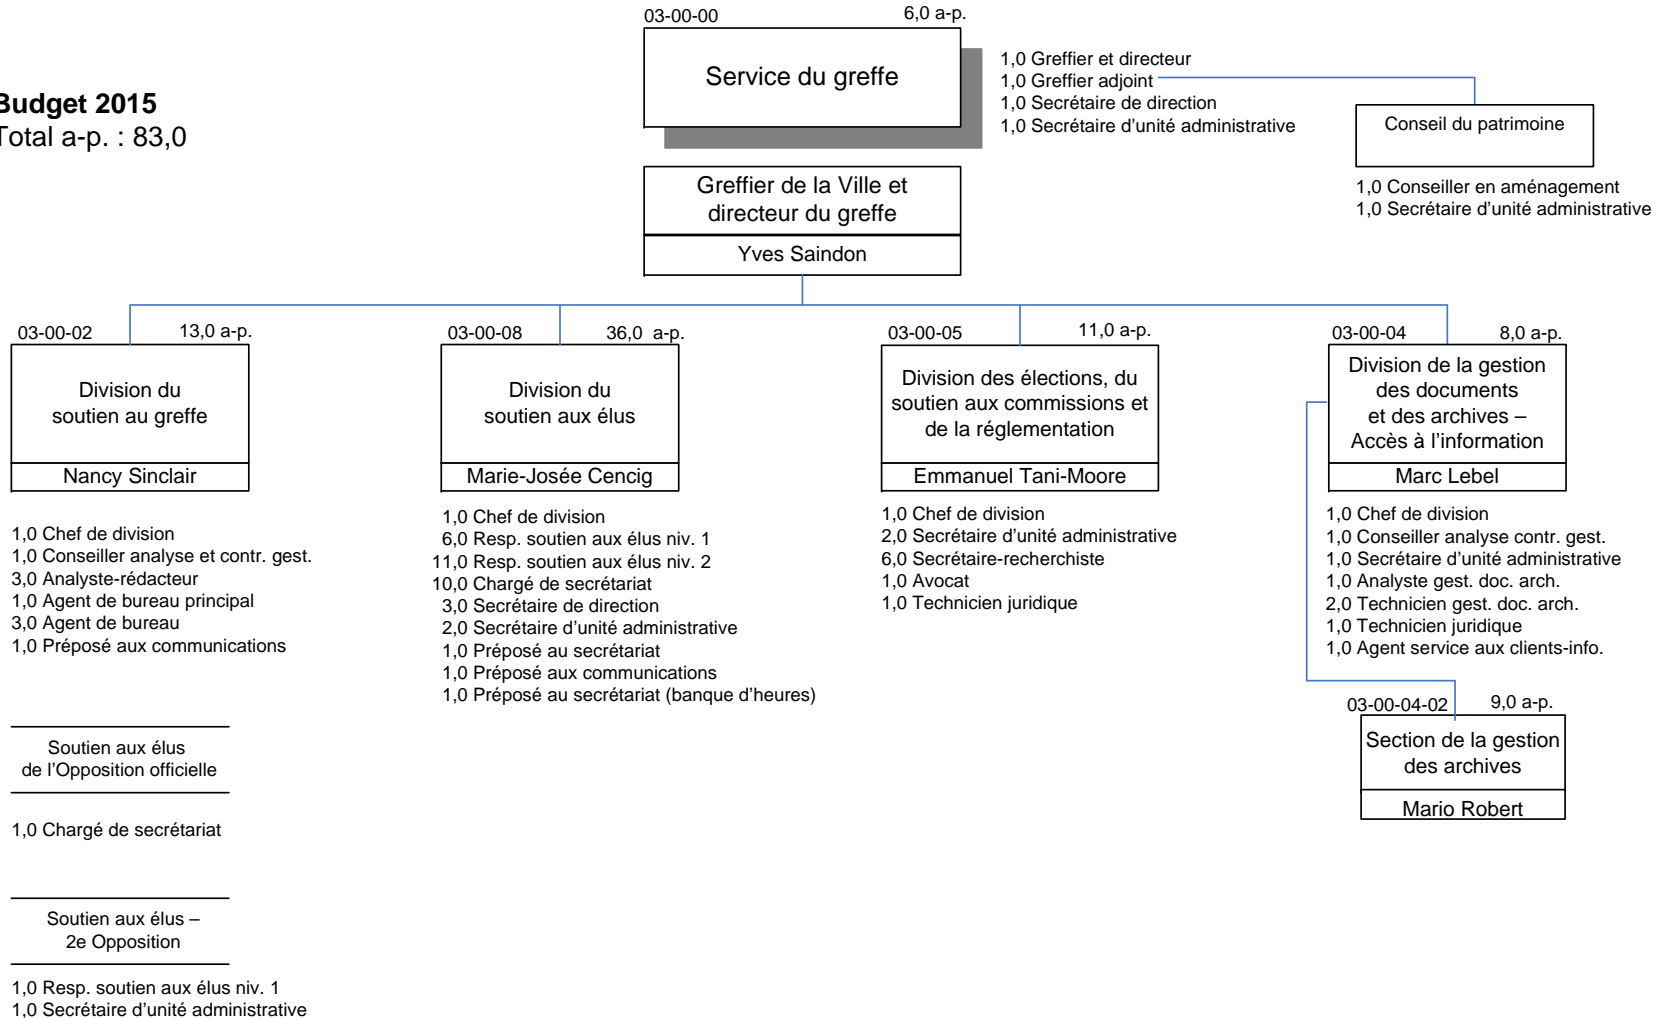 03-00-00 6,0 a-p.
Service du greffe
1,0 Greffier et directeur
1,0 Greffier adjoint
1,0 Secrétaire de direction
1,0 Secrétaire d'unité administrative
Budget 2015
Total a-p. : 83,0
Conseil du patrimoine
1,0 Conseiller en aménagement
1,0 Secrétaire d'unité administrative
Greffier de la Ville et
directeur du greffe
Yves Saindon
03-00-02 13,0 a-p.
Division du
soutien au greffe
Nancy Sinclair
1,0 Chef de division
1,0 Conseiller analyse et contr. gest.
3,0 Analyste-rédacteur
1,0 Agent de bureau principal
3,0 Agent de bureau
1,0 Préposé aux communications
Soutien aux élus
de l'Opposition officielle
1,0 Chargé de secrétariat
Soutien aux élus –
2e Opposition
1,0 Resp. soutien aux élus niv. 1
1,0 Secrétaire d'unité administrative
03-00-08 36,0 a-p.
Division du
soutien aux élus
Marie-Josée Cencig
1,0 Chef de division
6,0 Resp. soutien aux élus niv. 1
11,0 Resp. soutien aux élus niv. 2
10,0 Chargé de secrétariat
3,0 Secrétaire de direction
2,0 Secrétaire d'unité administrative
1,0 Préposé au secrétariat
1,0 Préposé aux communications
1,0 Préposé au secrétariat (banque d'heures)
03-00-05 11,0 a-p.
Division des élections, du
soutien aux commissions et
de la réglementation
Emmanuel Tani-Moore
1,0 Chef de division
2,0 Secrétaire d'unité administrative
6,0 Secrétaire-recherchiste
1,0 Avocat
1,0 Technicien juridique
03-00-04 8,0 a-p.
Division de la gestion
des documents
et des archives –
Accès à l'information
Marc Lebel
1,0 Chef de division
1,0 Conseiller analyse contr. gest.
1,0 Secrétaire d'unité administrative
1,0 Analyste gest. doc. arch.
2,0 Technicien gest. doc. arch.
1,0 Technicien juridique
1,0 Agent service aux clients-info.
03-00-04-02 9,0 a-p.
Section de la gestion
des archives
Mario Robert